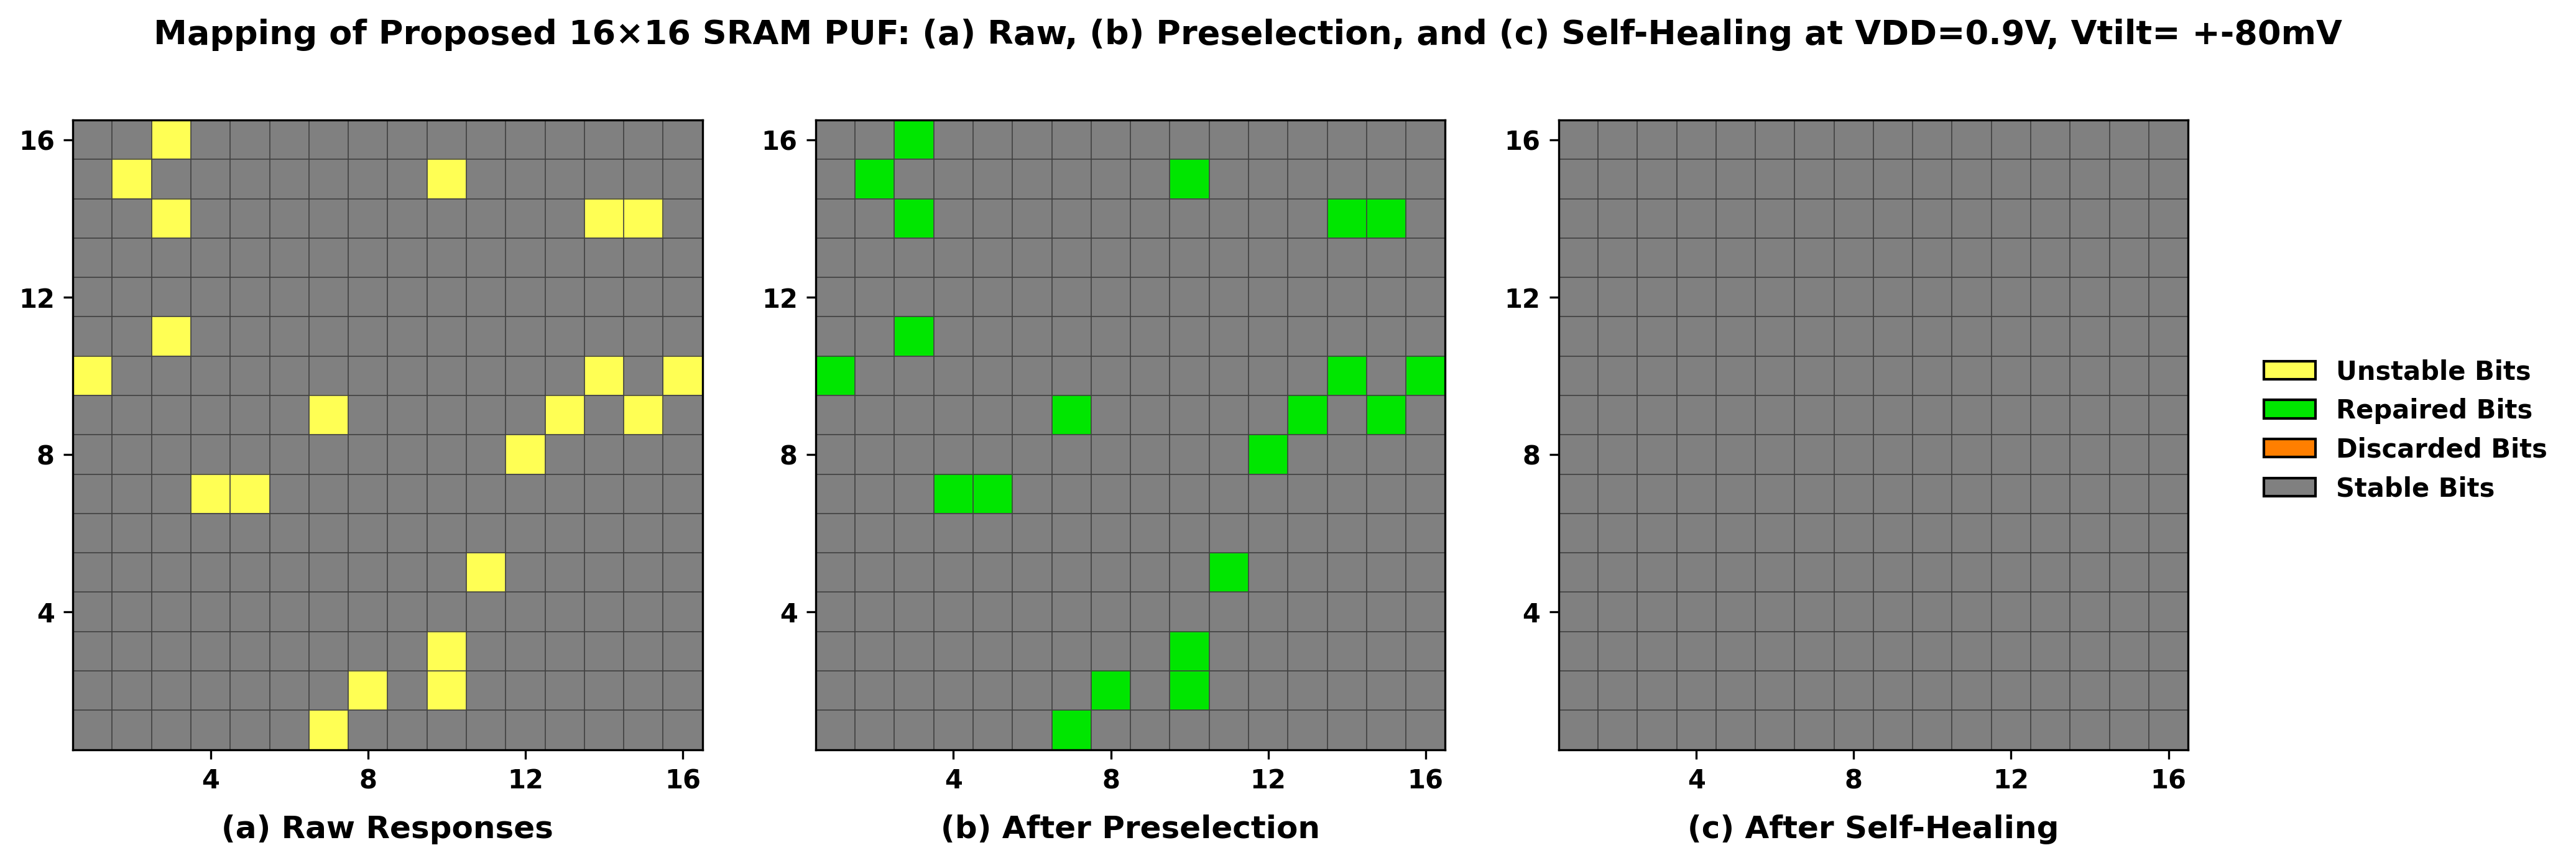 Mapping of Proposed 16×16 SRAM PUF: (a) Raw, (b) Preselection, and (c) Self-Healing at VDD=0.9V, Vtilt= +-80mV
16
12
8
4
4 8 12 16
(a) Raw Responses
16
12
8
4
4 8 12 16
(b) After Preselection
16
12
8
4
4 8 12 16
(c) After Self-Healing
Unstable Bits
Repaired Bits
Discarded Bits
Stable Bits